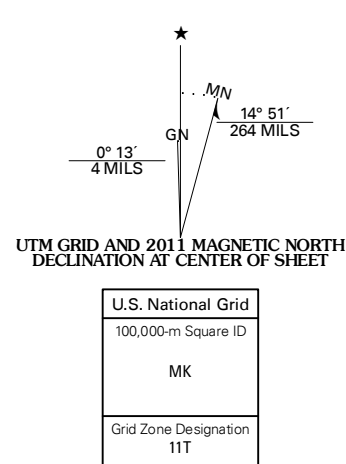 ★
MN
GN
14° 51´
264 MILS
0° 13´
4 MILS
UTM GRID AND 2011 MAGNETIC NORTH
DECLINATION AT CENTER OF SHEET
U.S. National Grid
100,000-m Square ID
MK
Grid Zone Designation
11T